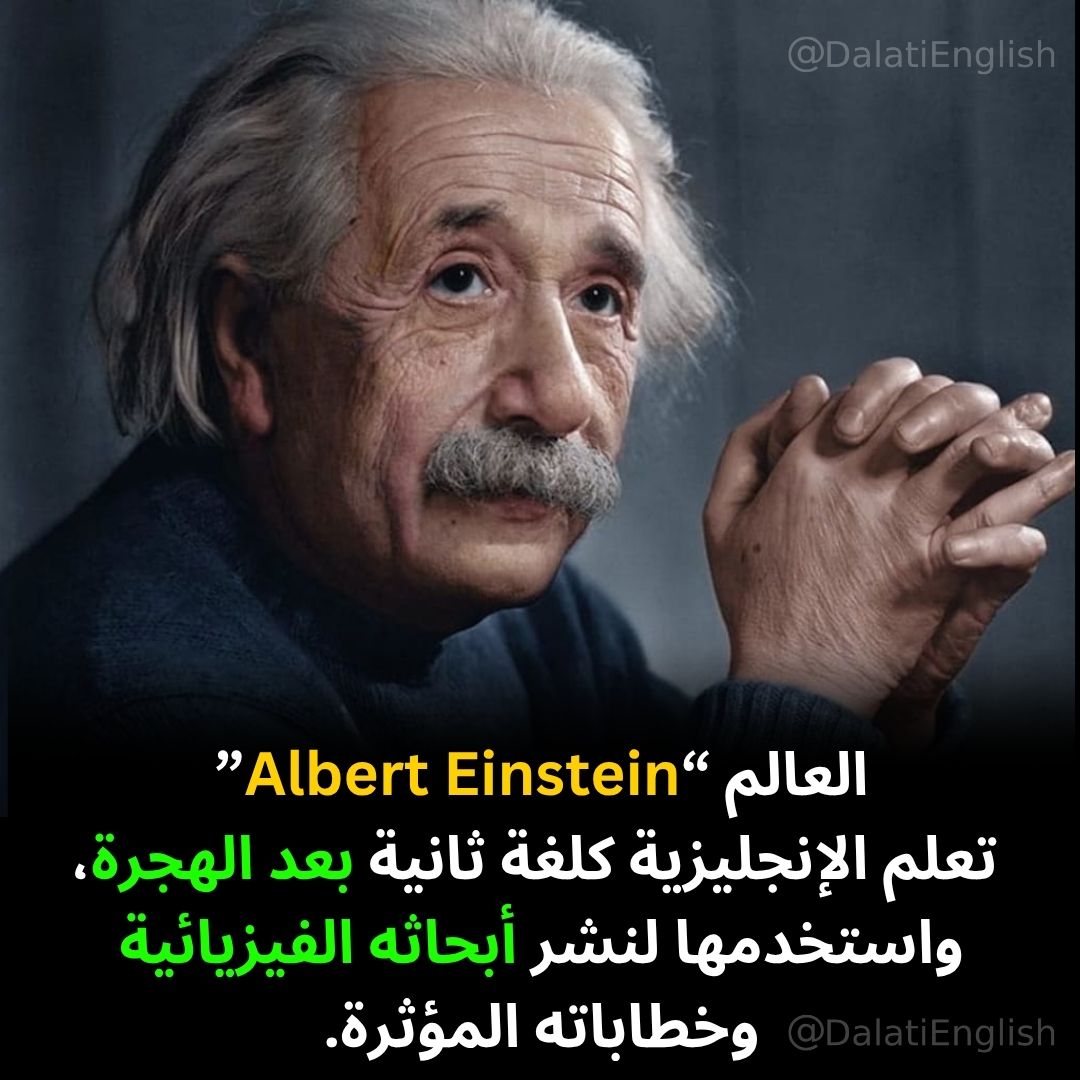 @DalatiEnglish
العالم “Albert Einstein”
تعلم الإنجليزية كلغة ثانية بعد الهجرة،
واستخدمها لنشر أبحاثه الفيزيائية
وخطاباته المؤثرة.
@DalatiEnglish